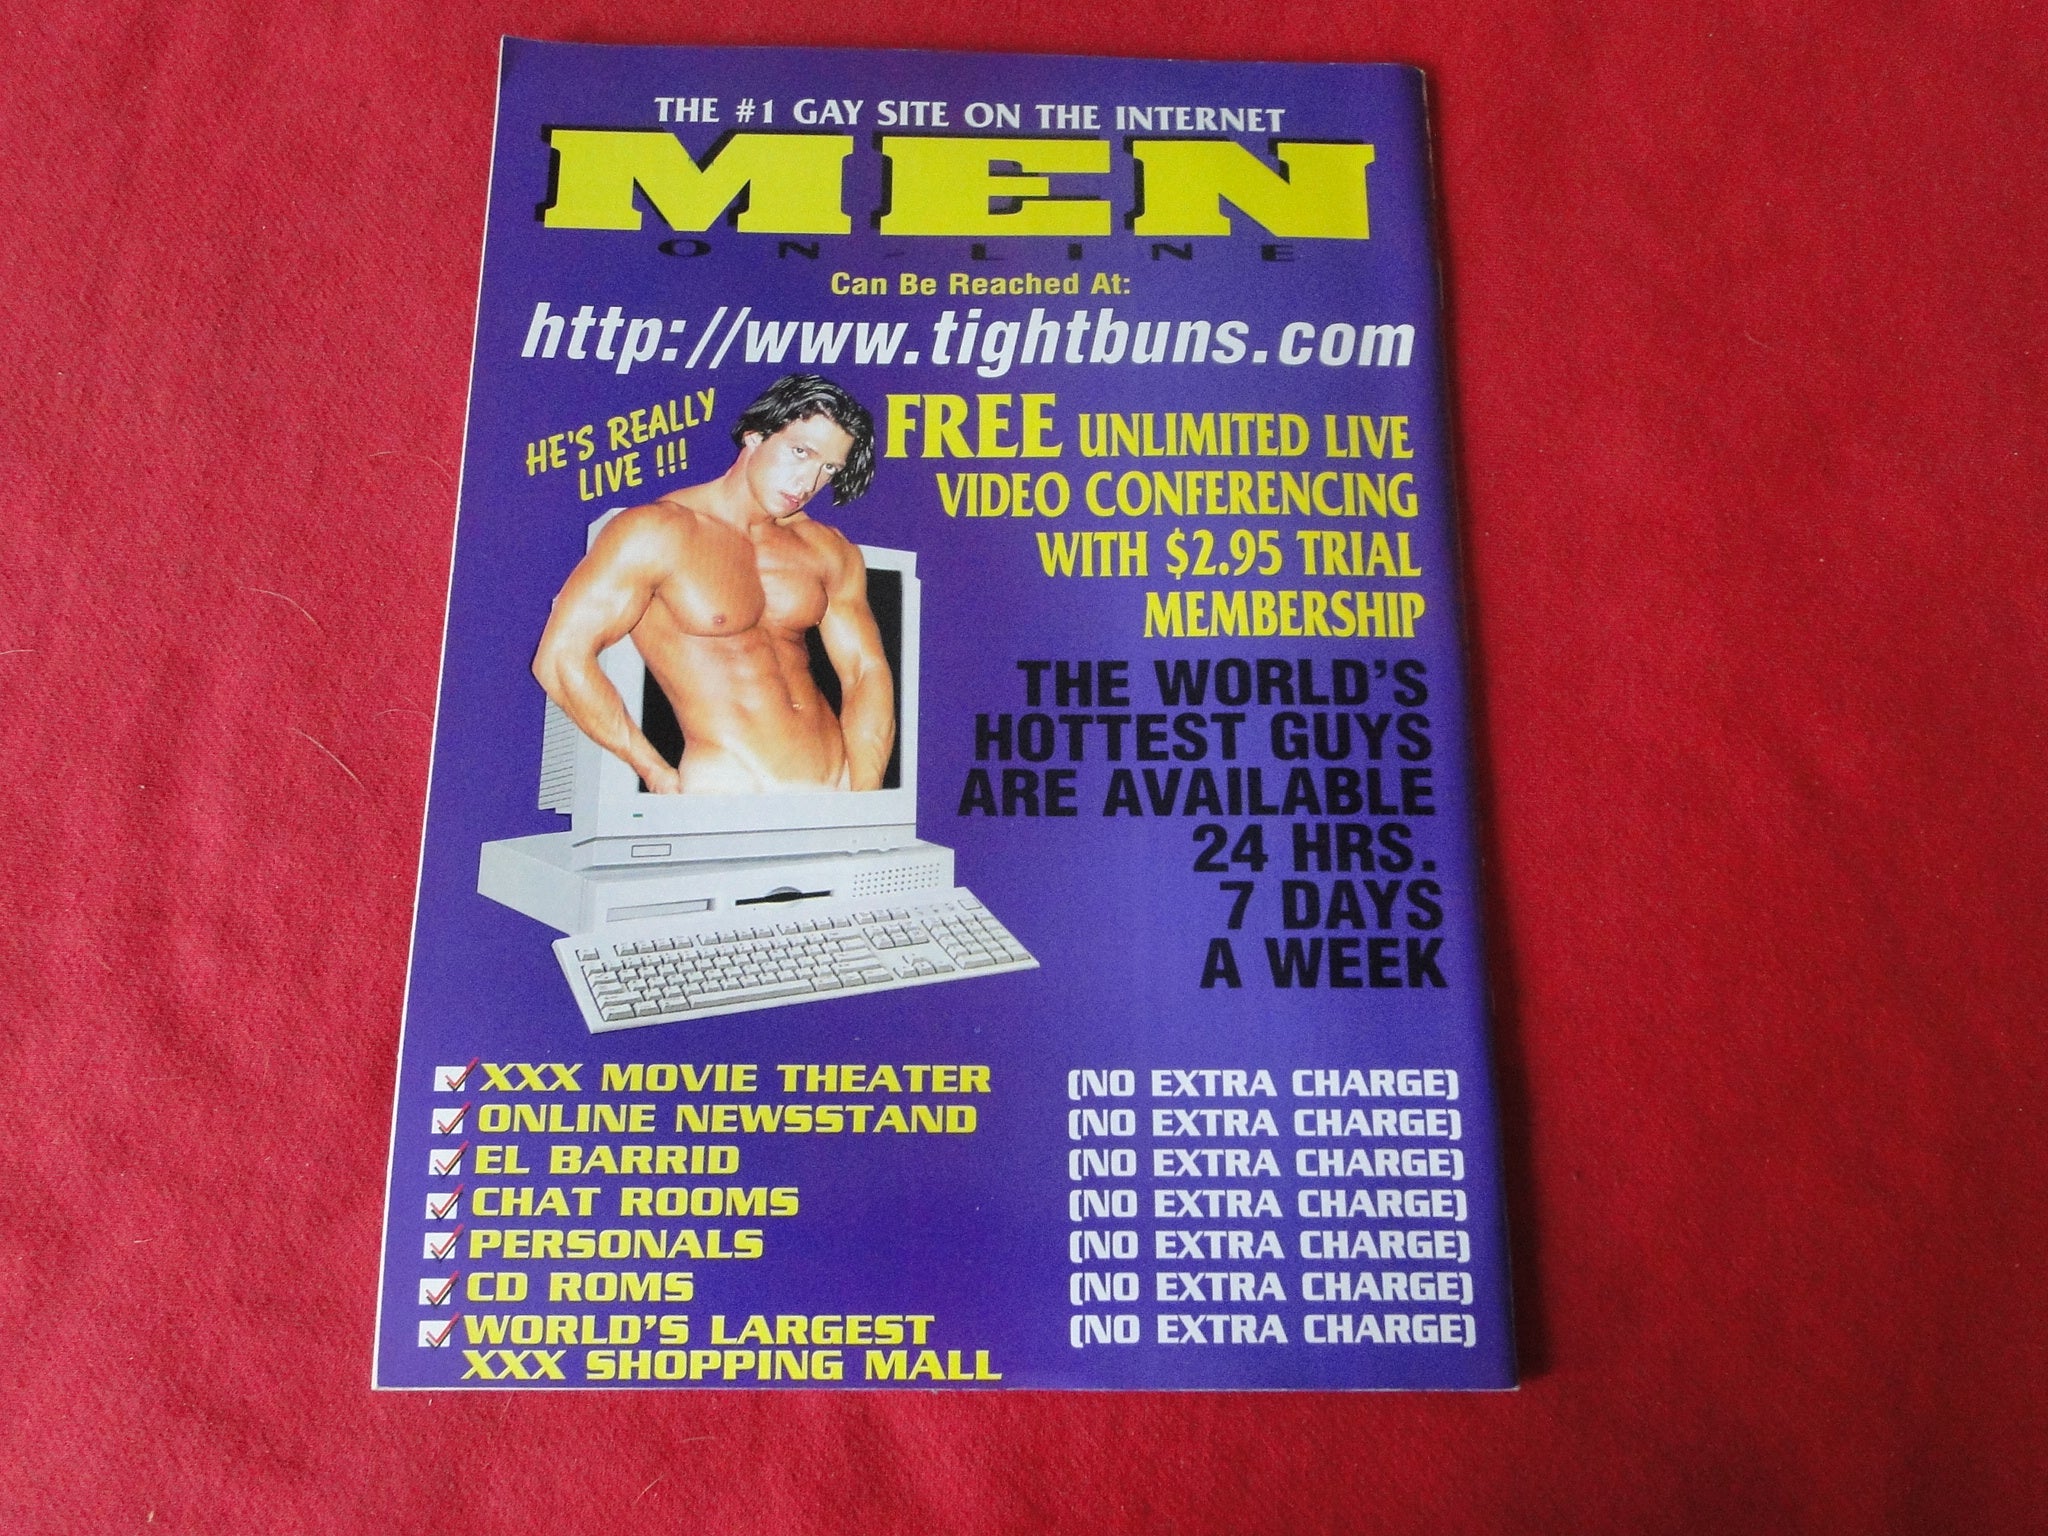 THE #1 GAY SITE ON THE INTERNET
MEN
ON-LINE
Can Be Reached At:
http://www.tightbuns.com
HE'S REALLY
LIVE !!!
FREE UNLIMITED LIVE
VIDEO CONFERENCING
WITH $2.95 TRIAL
MEMBERSHIP
THE WORLD'S
HOTTEST GUYS
ARE AVAILABLE
24 HRS.
7 DAYS
A WEEK
XXX MOVIE THEATER (NO EXTRA CHARGE)
ONLINE NEWSSTAND (NO EXTRA CHARGE)
EL BARRID (NO EXTRA CHARGE)
CHAT ROOMS (NO EXTRA CHARGE)
PERSONALS (NO EXTRA CHARGE)
CD ROMS (NO EXTRA CHARGE)
WORLD'S LARGEST (NO EXTRA CHARGE)
XXX SHOPPING MALL